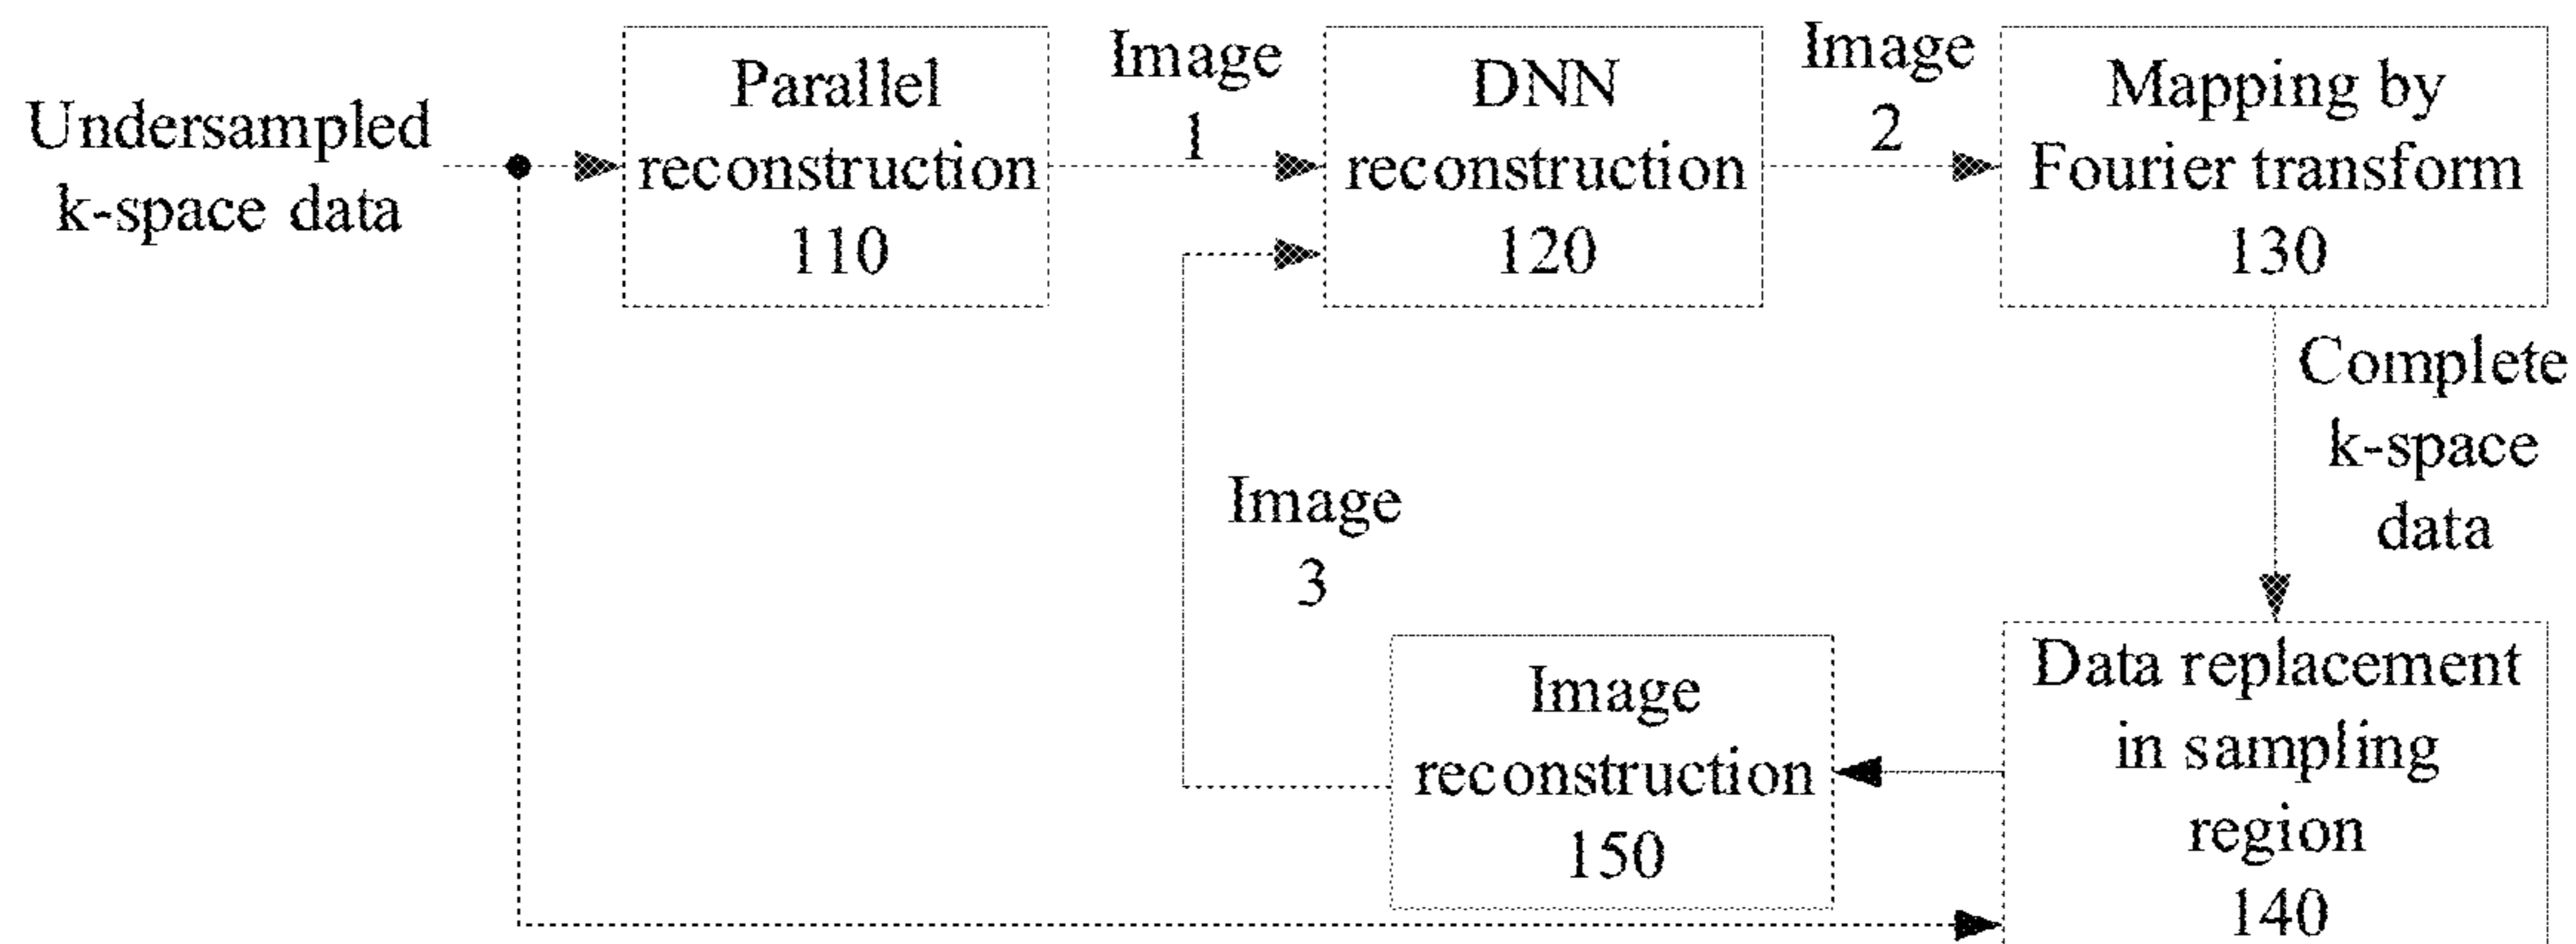 Undersampled
k-space data
Parallel
reconstruction
110
Image
1
DNN
reconstruction
120
Image
2
Mapping by
Fourier transform
130
Complete
k-space
data
Image
3
Image
reconstruction
150
Data replacement
in sampling
region
140